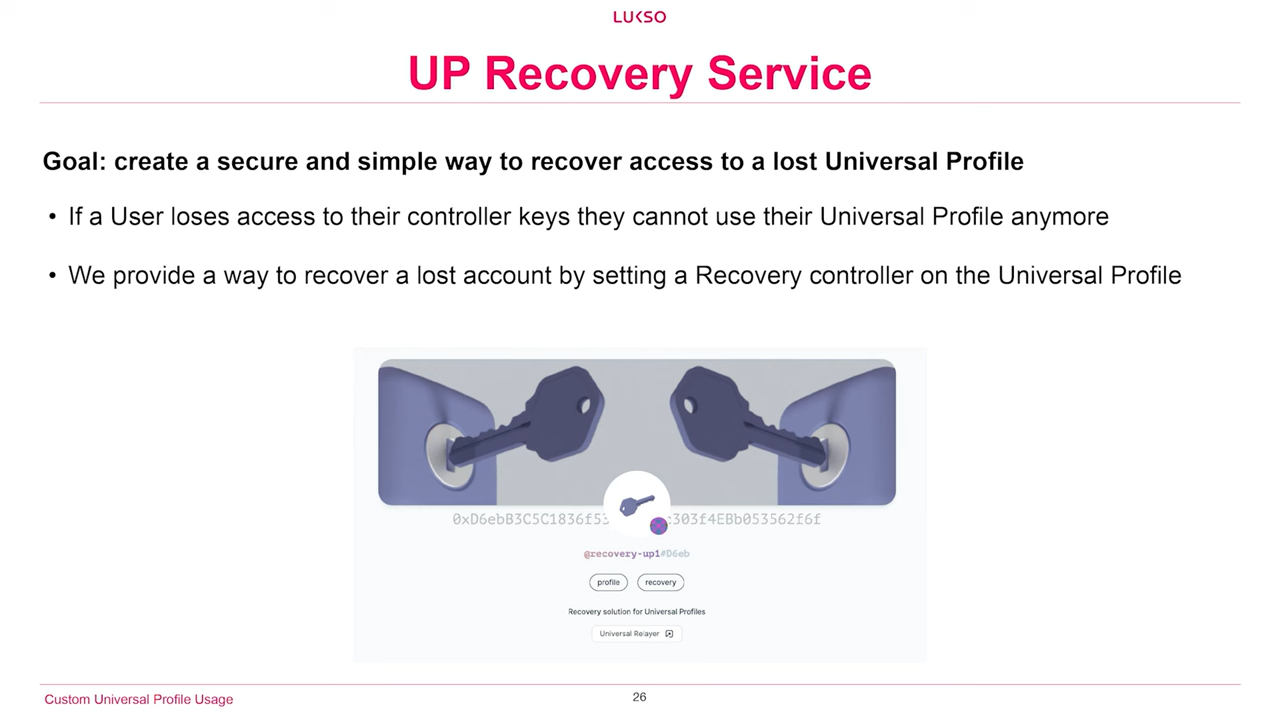 LUKSO
UP Recovery Service
Goal: create a secure and simple way to recover access to a lost Universal Profile
• If a User loses access to their controller keys they cannot use their Universal Profile anymore
• We provide a way to recover a lost account by setting a Recovery controller on the Universal Profile
0xD6ebB3C5C1836f53 303f4EBb053562f6f
@recovery-up1#D6eb
profile recovery
Recovery solution for Universal Profiles
Universal Relayer
Custom Universal Profile Usage
26